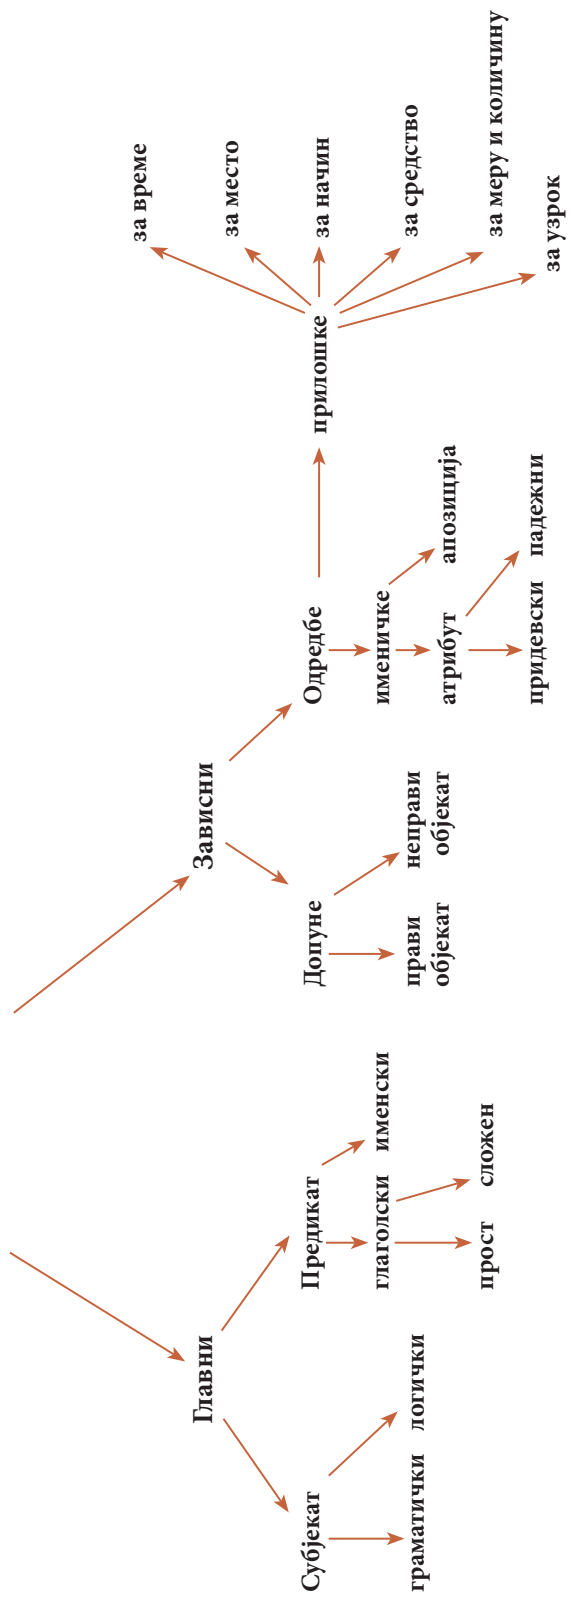 Главни
Зависни
Субјекат
Предикат
Допуне
Одредбе
прилошке
граматички
логички
глаголски
именски
прост
сложен
прави
објекат
неправи
објекат
именичке
атрибут
апозиција
придевски
падежни
за време
за место
за начин
за средство
за меру и количину
за узрок